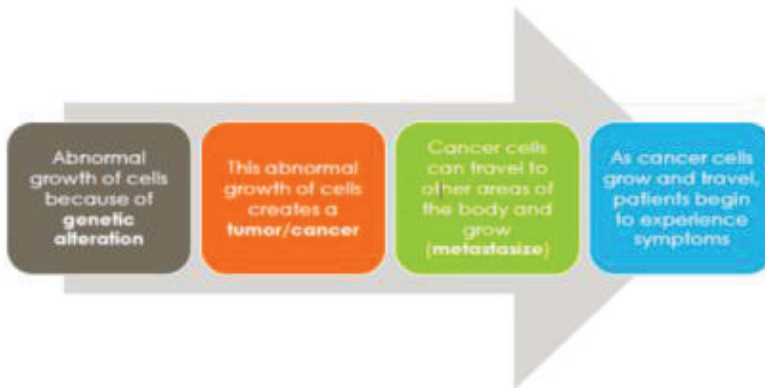 Abnormal
growth of cells
because of
genetic
alteration
This abnormal
growth of cells
creates a
tumor/cancer
Cancer cells
can travel to
other areas of
the body and
grow
(metastasize)
As cancer cells
grow and travel,
patients begin
to experience
symptoms